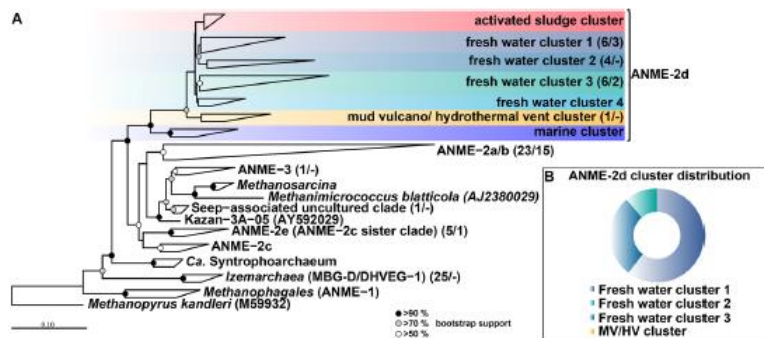 A
activated sludge cluster
fresh water cluster 1 (6/3)
fresh water cluster 2 (4/-)
fresh water cluster 3 (6/2)
fresh water cluster 4
mud vulcano/ hydrothermal vent cluster (1/-)
marine cluster
ANME-2d
ANME-2a/b (23/15)
ANME-3 (1/-)
Methanosarcina
Methanimicrococcus blatticola (AJ2380029)
Seep-associated uncultured clade (1/-)
Kazan-3A-05 (AY592029)
ANME-2e (ANME-2c sister clade) (5/1)
ANME-2c
Ca. Syntrophoarchaeum
Izemarchaea (MBG-D/DHVEG-1) (25/-)
Methanophagales (ANME-1)
Methanopyrus kandleri (M59932)
0.10
>90 %
>70 % bootstrap support
>50 %
B ANME-2d cluster distribution
Fresh water cluster 1
Fresh water cluster 2
Fresh water cluster 3
MV/HV cluster